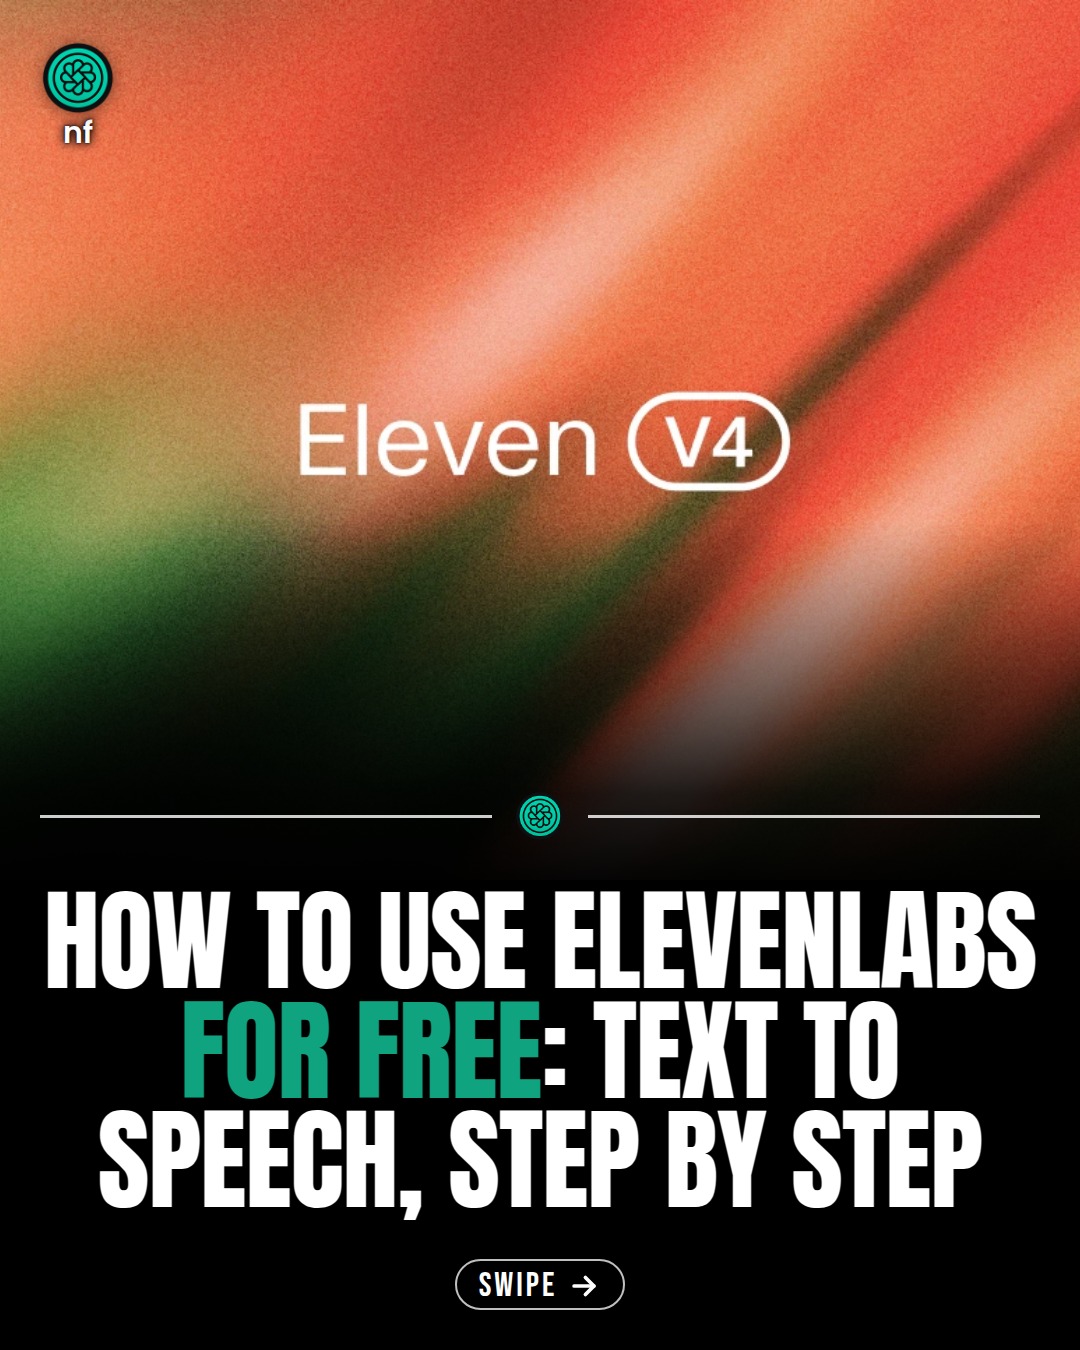 nf
Eleven V4
HOW TO USE ELEVENLABS
FOR FREE: TEXT TO
SPEECH, STEP BY STEP
SWIPE →